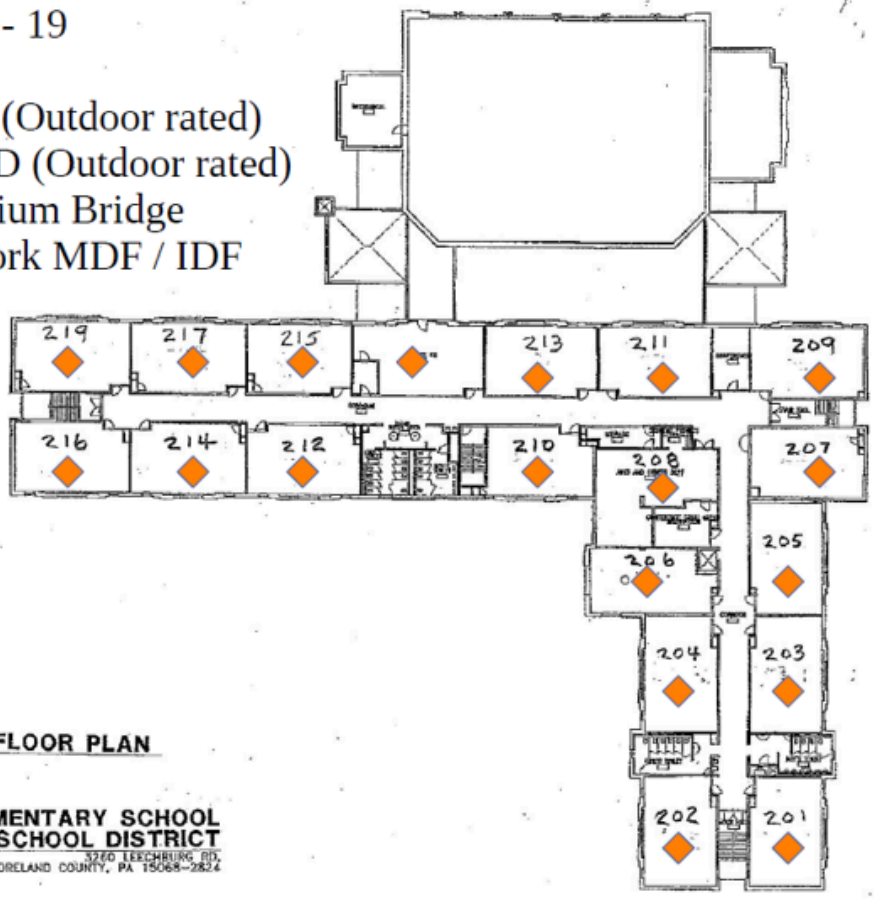 - 19
(Outdoor rated)
D (Outdoor rated)
ium Bridge
ork MDF / IDF
219
217
215
213
211
209
216
214
212
210
208
207
206
205
204
203
202
201
CORRIDOR
FLOOR PLAN
MENTARY SCHOOL
SCHOOL DISTRICT
3260 LEECHBURG RD.
ORELAND COUNTY, PA 15068-2824